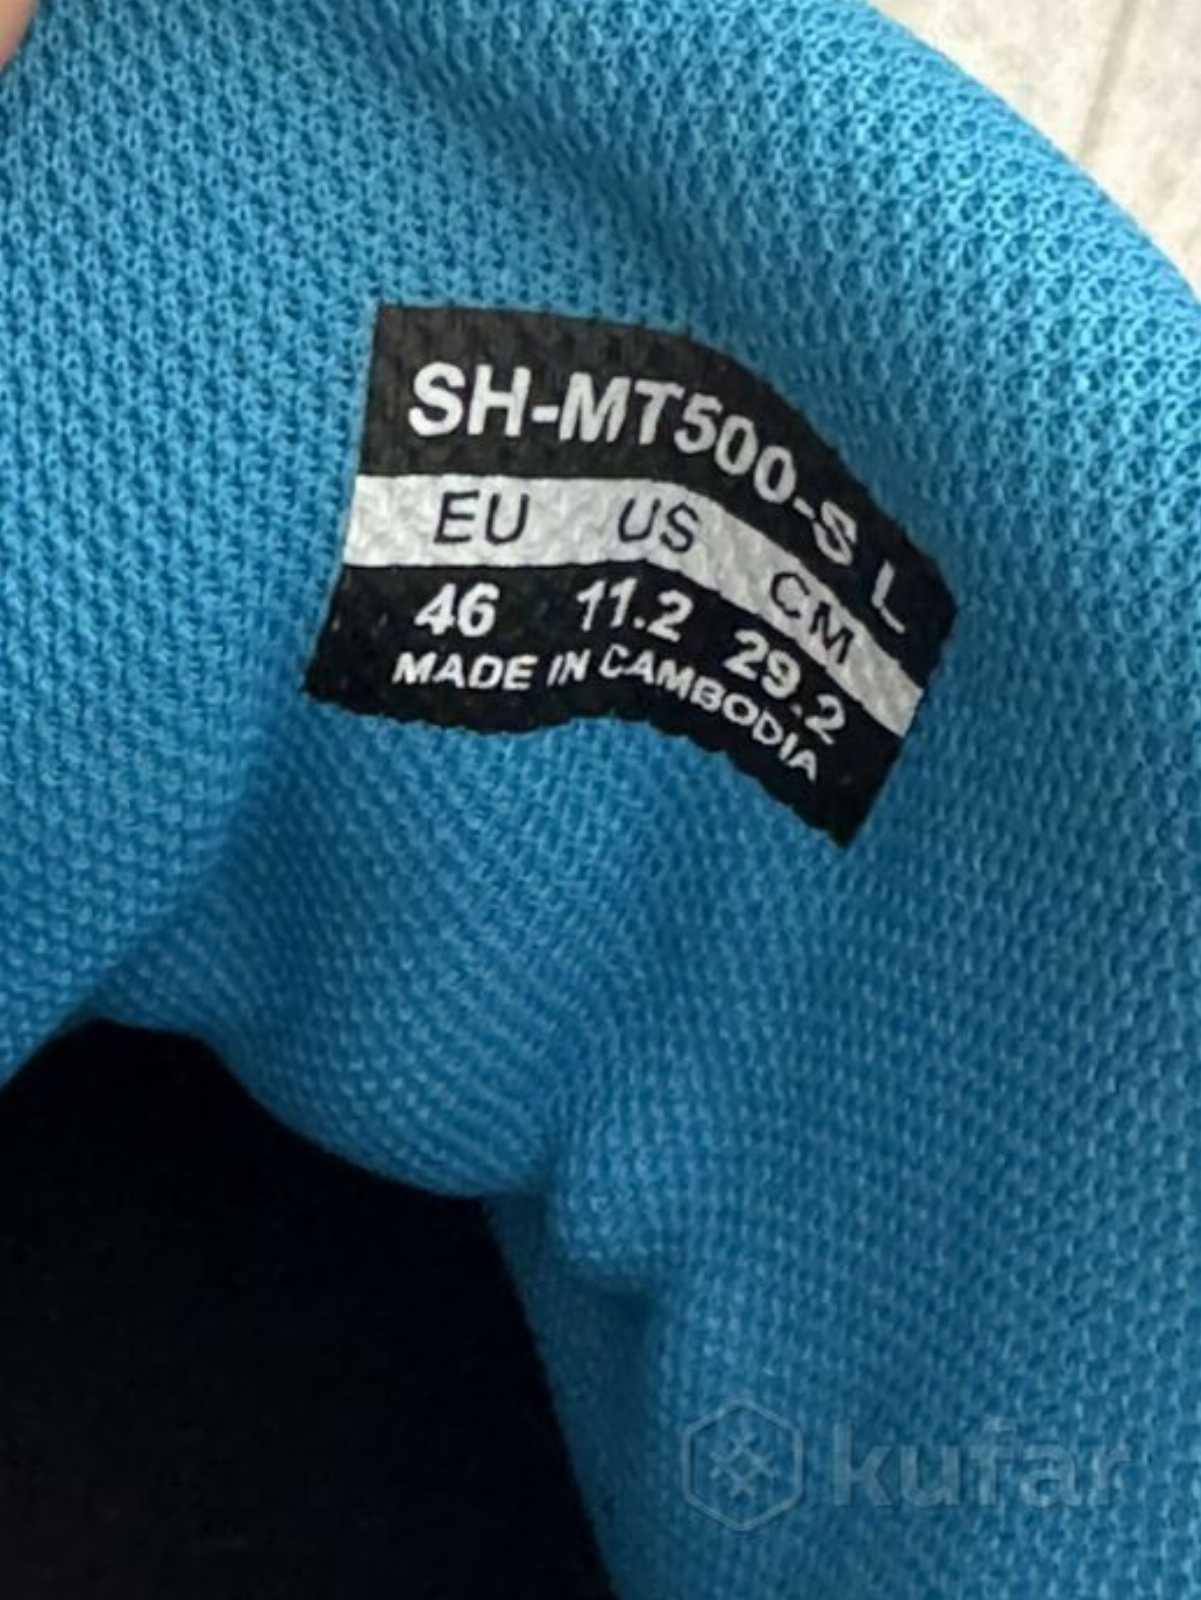 SH-MT500-S L
EU US CM
46 11.2 29.2
MADE IN CAMBODIA
kufar